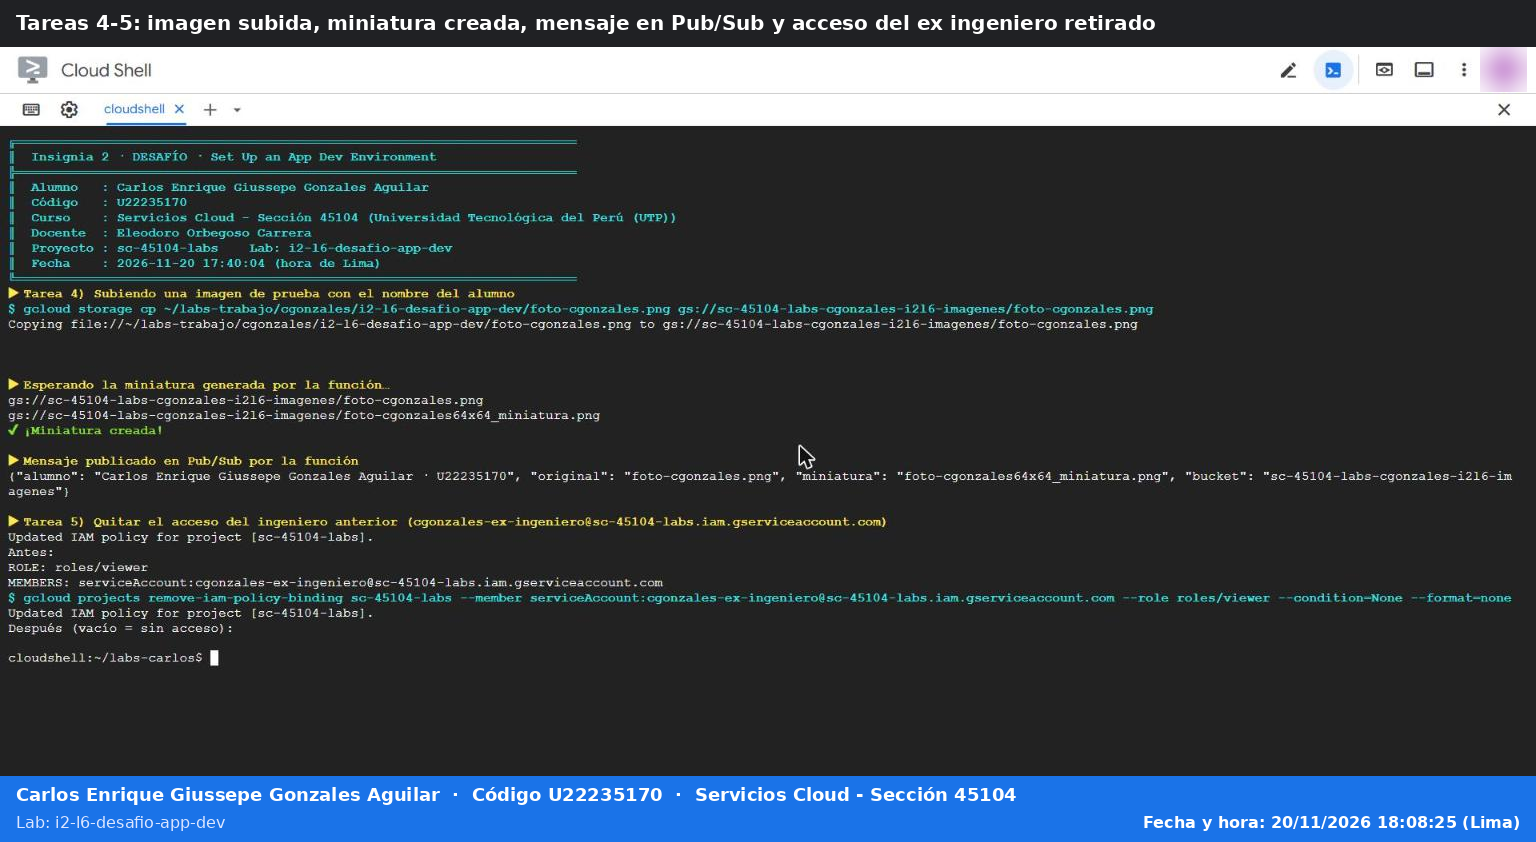 Tareas 4-5: imagen subida, miniatura creada, mensaje en Pub/Sub y acceso del ex ingeniero retirado
Cloud Shell
cloudshell
Insignia 2 · DESAFÍO · Set Up an App Dev Environment
Alumno   : Carlos Enrique Giussepe Gonzales Aguilar
Código   : U22235170
Curso    : Servicios Cloud - Sección 45104 (Universidad Tecnológica del Perú (UTP))
Docente  : Eleodoro Orbegoso Carrera
Proyecto : sc-45104-labs    Lab: i2-l6-desafio-app-dev
Fecha    : 2026-11-20 17:40:04 (hora de Lima)
▶ Tarea 4) Subiendo una imagen de prueba con el nombre del alumno
$ gcloud storage cp ~/labs-trabajo/cgonzales/i2-l6-desafio-app-dev/foto-cgonzales.png gs://sc-45104-labs-cgonzales-i2l6-imagenes/foto-cgonzales.png
Copying file://~/labs-trabajo/cgonzales/i2-l6-desafio-app-dev/foto-cgonzales.png to gs://sc-45104-labs-cgonzales-i2l6-imagenes/foto-cgonzales.png
▶ Esperando la miniatura generada por la función…
gs://sc-45104-labs-cgonzales-i2l6-imagenes/foto-cgonzales.png
gs://sc-45104-labs-cgonzales-i2l6-imagenes/foto-cgonzales64x64_miniatura.png
✔ ¡Miniatura creada!
▶ Mensaje publicado en Pub/Sub por la función
{"alumno": "Carlos Enrique Giussepe Gonzales Aguilar · U22235170", "original": "foto-cgonzales.png", "miniatura": "foto-cgonzales64x64_miniatura.png", "bucket": "sc-45104-labs-cgonzales-i2l6-im
agenes"}
▶ Tarea 5) Quitar el acceso del ingeniero anterior (cgonzales-ex-ingeniero@sc-45104-labs.iam.gserviceaccount.com)
Updated IAM policy for project [sc-45104-labs].
Antes:
ROLE: roles/viewer
MEMBERS: serviceAccount:cgonzales-ex-ingeniero@sc-45104-labs.iam.gserviceaccount.com
$ gcloud projects remove-iam-policy-binding sc-45104-labs --member serviceAccount:cgonzales-ex-ingeniero@sc-45104-labs.iam.gserviceaccount.com --role roles/viewer --condition=None --format=none
Updated IAM policy for project [sc-45104-labs].
Después (vacío = sin acceso):
cloudshell:~/labs-carlos$
Carlos Enrique Giussepe Gonzales Aguilar · Código U22235170 · Servicios Cloud - Sección 45104
Lab: i2-l6-desafio-app-dev
Fecha y hora: 20/11/2026 18:08:25 (Lima)